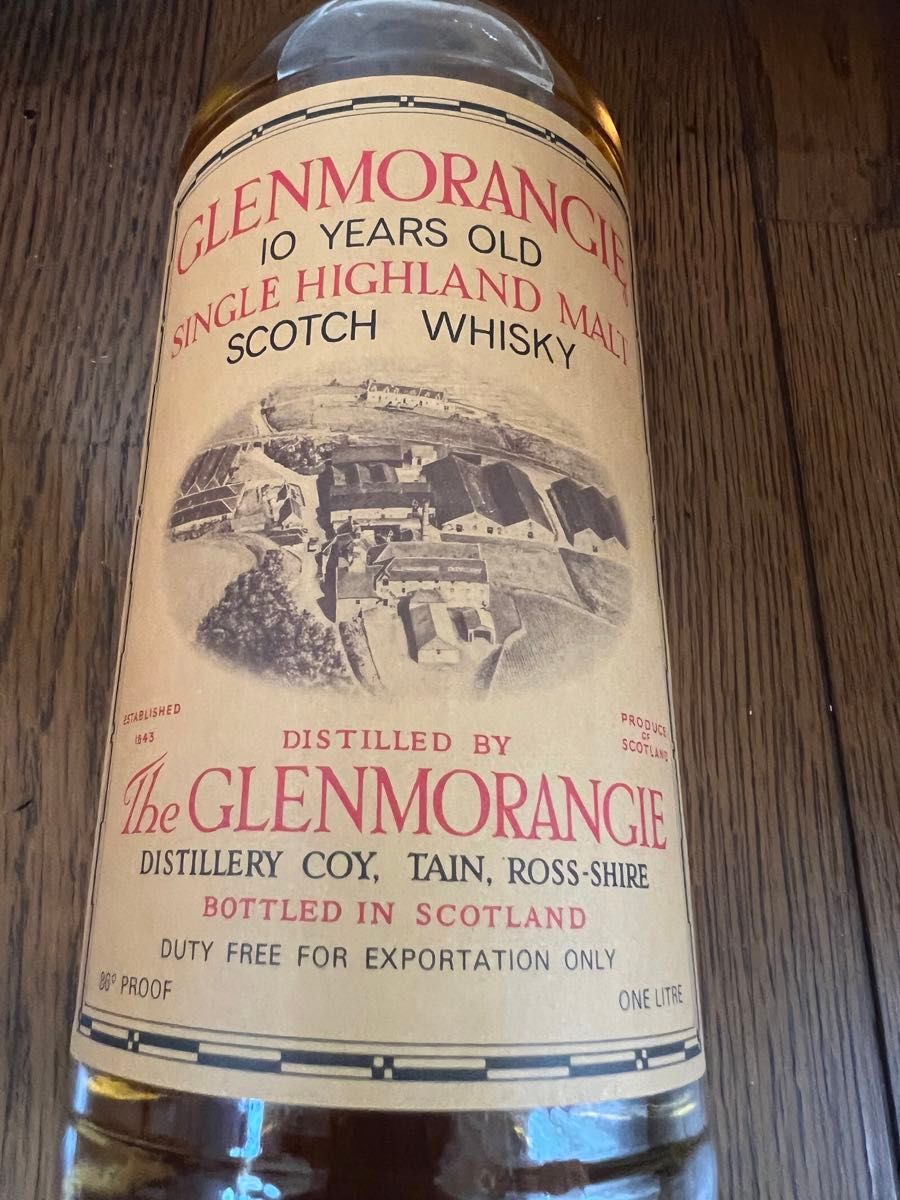 GLENMORANGIE
10 YEARS OLD
SINGLE HIGHLAND MALT
SCOTCH WHISKY
ESTABLISHED
1843
PRODUCE
OF
SCOTLAND
DISTILLED BY
The GLENMORANGIE
DISTILLERY COY, TAIN, ROSS-SHIRE
BOTTLED IN SCOTLAND
DUTY FREE FOR EXPORTATION ONLY
PROOF
ONE LITRE